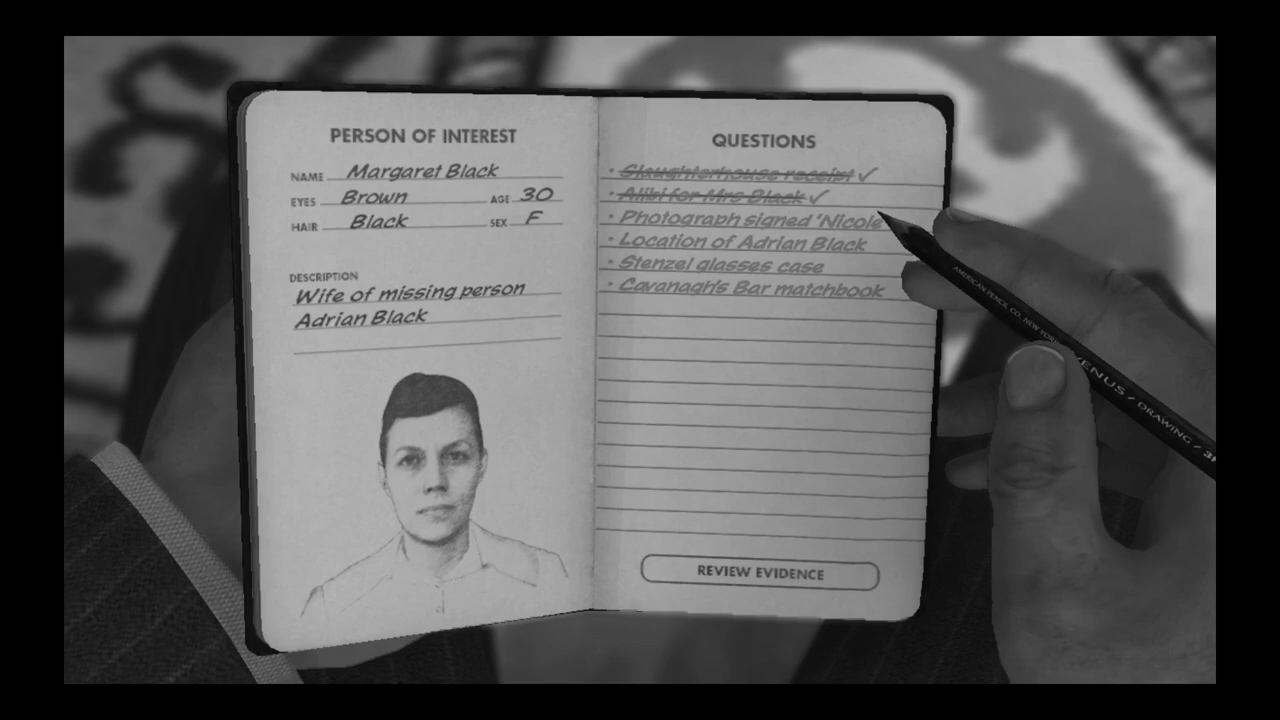 PERSON OF INTEREST
NAME Margaret Black
EYES Brown AGE 30
HAIR Black SEX F
DESCRIPTION
Wife of missing person
Adrian Black
QUESTIONS
• Slaughterhouse receipt ✓
• Alibi for Mrs Black ✓
• Photograph signed 'Nicole
• Location of Adrian Black
• Stenzel glasses case
• Cavanagh's Bar matchbook
REVIEW EVIDENCE
AMERICAN PENCIL CO. NEW YORK
VENUS / DRAWING /